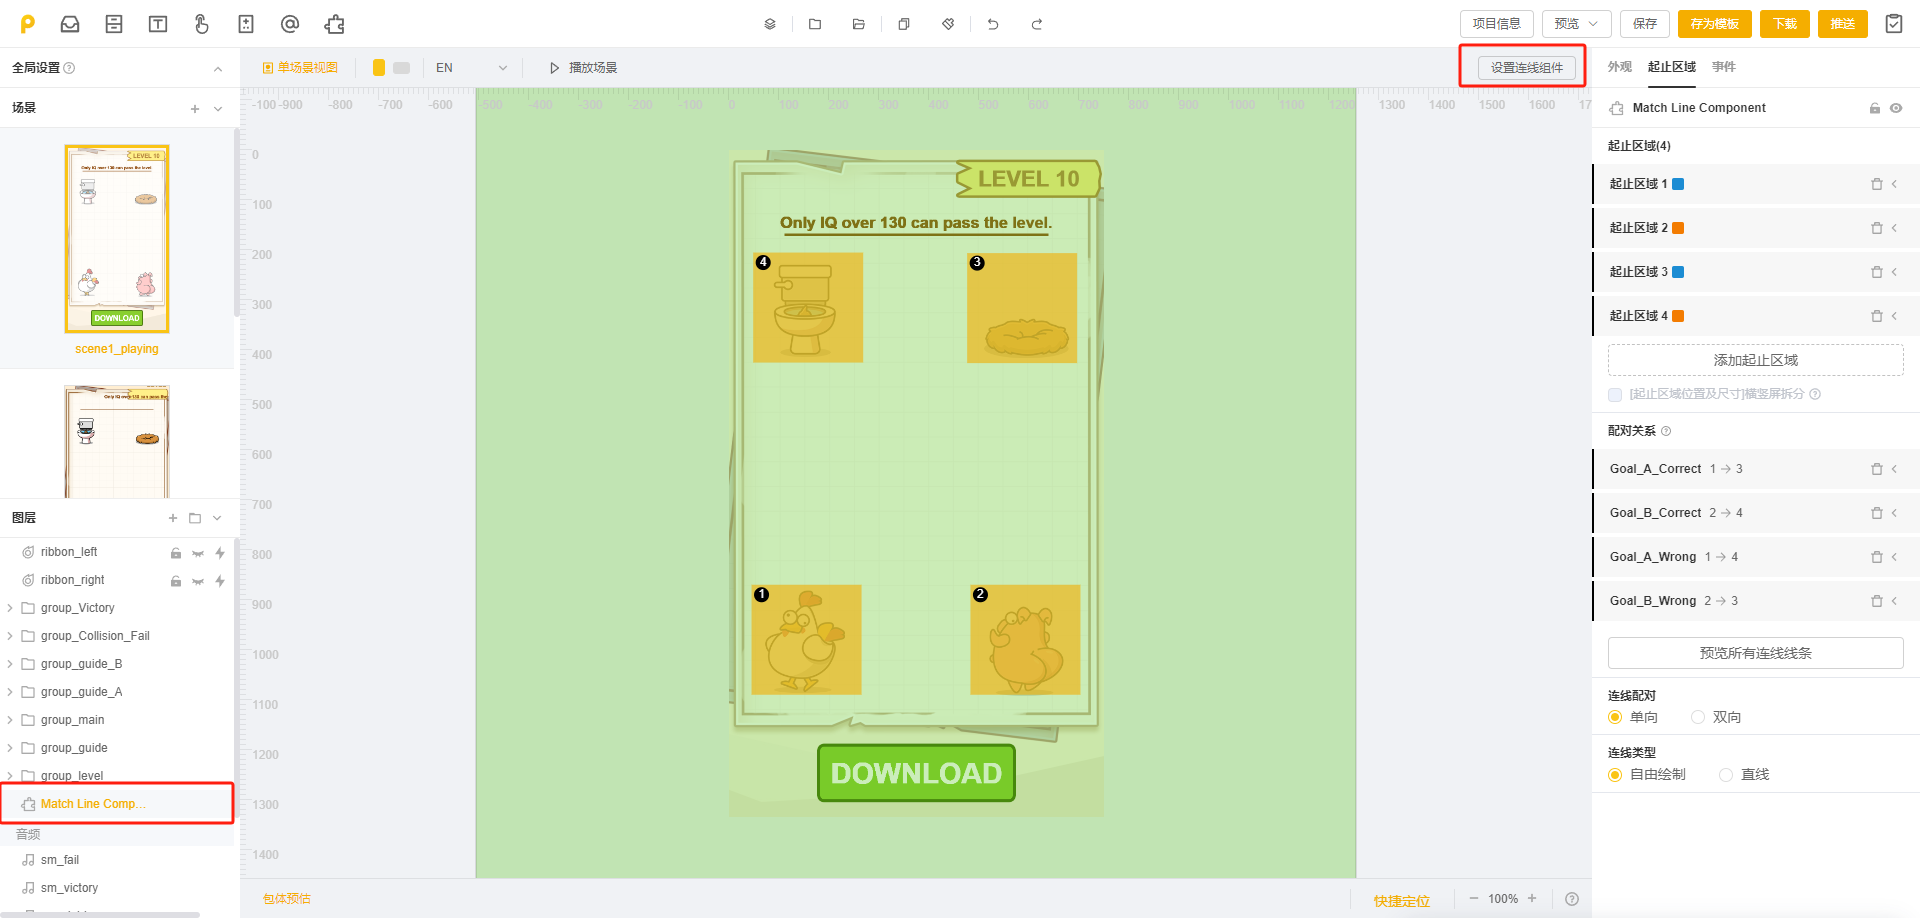 项目信息
预览
保存
存为模板
下载
推送
全局设置
单场景视图
EN
播放场景
设置连线组件
外观 起止区域 事件
场景
-100 -900 -800 -700 -600 -500 -400 -300 -200 -100 0 100 200 300 400 500 600 700 800 900 1000 1100 1200 1300 1400 1500 1600 17
Match Line Component
起止区域(4)
起止区域 1
起止区域 2
起止区域 3
起止区域 4
添加起止区域
[起止区域位置及尺寸]横竖屏拆分
配对关系
Goal_A_Correct 1 → 3
Goal_B_Correct 2 → 4
Goal_A_Wrong 1 → 4
Goal_B_Wrong 2 → 3
预览所有连线线条
连线配对
单向 双向
连线类型
自由绘制 直线
LEVEL 10
Only IQ over 130 can pass the level.
DOWNLOAD
scene1_playing
Only IQ over 130 can pass the
图层
ribbon_left
ribbon_right
group_Victory
group_Collision_Fail
group_guide_B
group_guide_A
group_main
group_guide
group_level
Match Line Comp...
音频
sm_fail
sm_victory
0
100
200
300
400
500
600
700
800
900
1000
1100
1200
1300
1400
LEVEL 10
Only IQ over 130 can pass the level.
4
3
1
2
DOWNLOAD
包体预估
快捷定位
100%